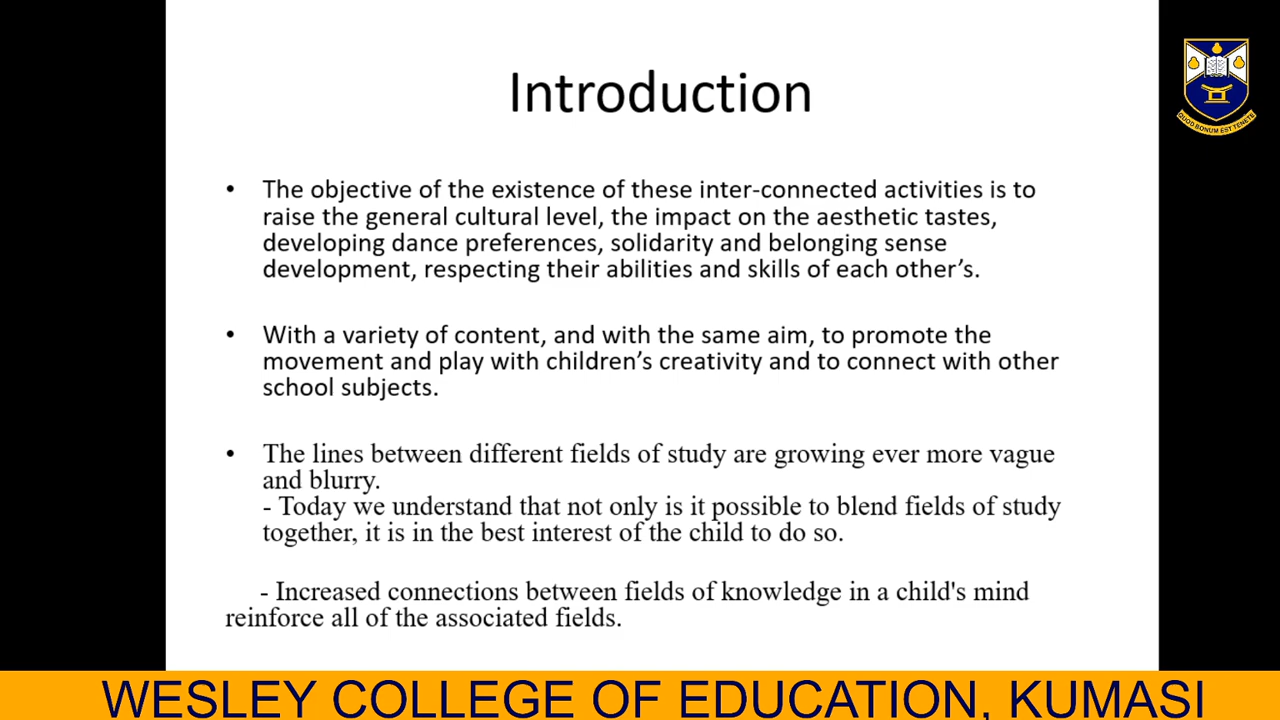 Introduction
• The objective of the existence of these inter-connected activities is to
raise the general cultural level, the impact on the aesthetic tastes,
developing dance preferences, solidarity and belonging sense
development, respecting their abilities and skills of each other’s.
• With a variety of content, and with the same aim, to promote the
movement and play with children’s creativity and to connect with other
school subjects.
• The lines between different fields of study are growing ever more vague
and blurry.
- Today we understand that not only is it possible to blend fields of study
together, it is in the best interest of the child to do so.
- Increased connections between fields of knowledge in a child's mind
reinforce all of the associated fields.
QUOD BONUM EST TENETE
WESLEY COLLEGE OF EDUCATION, KUMASI